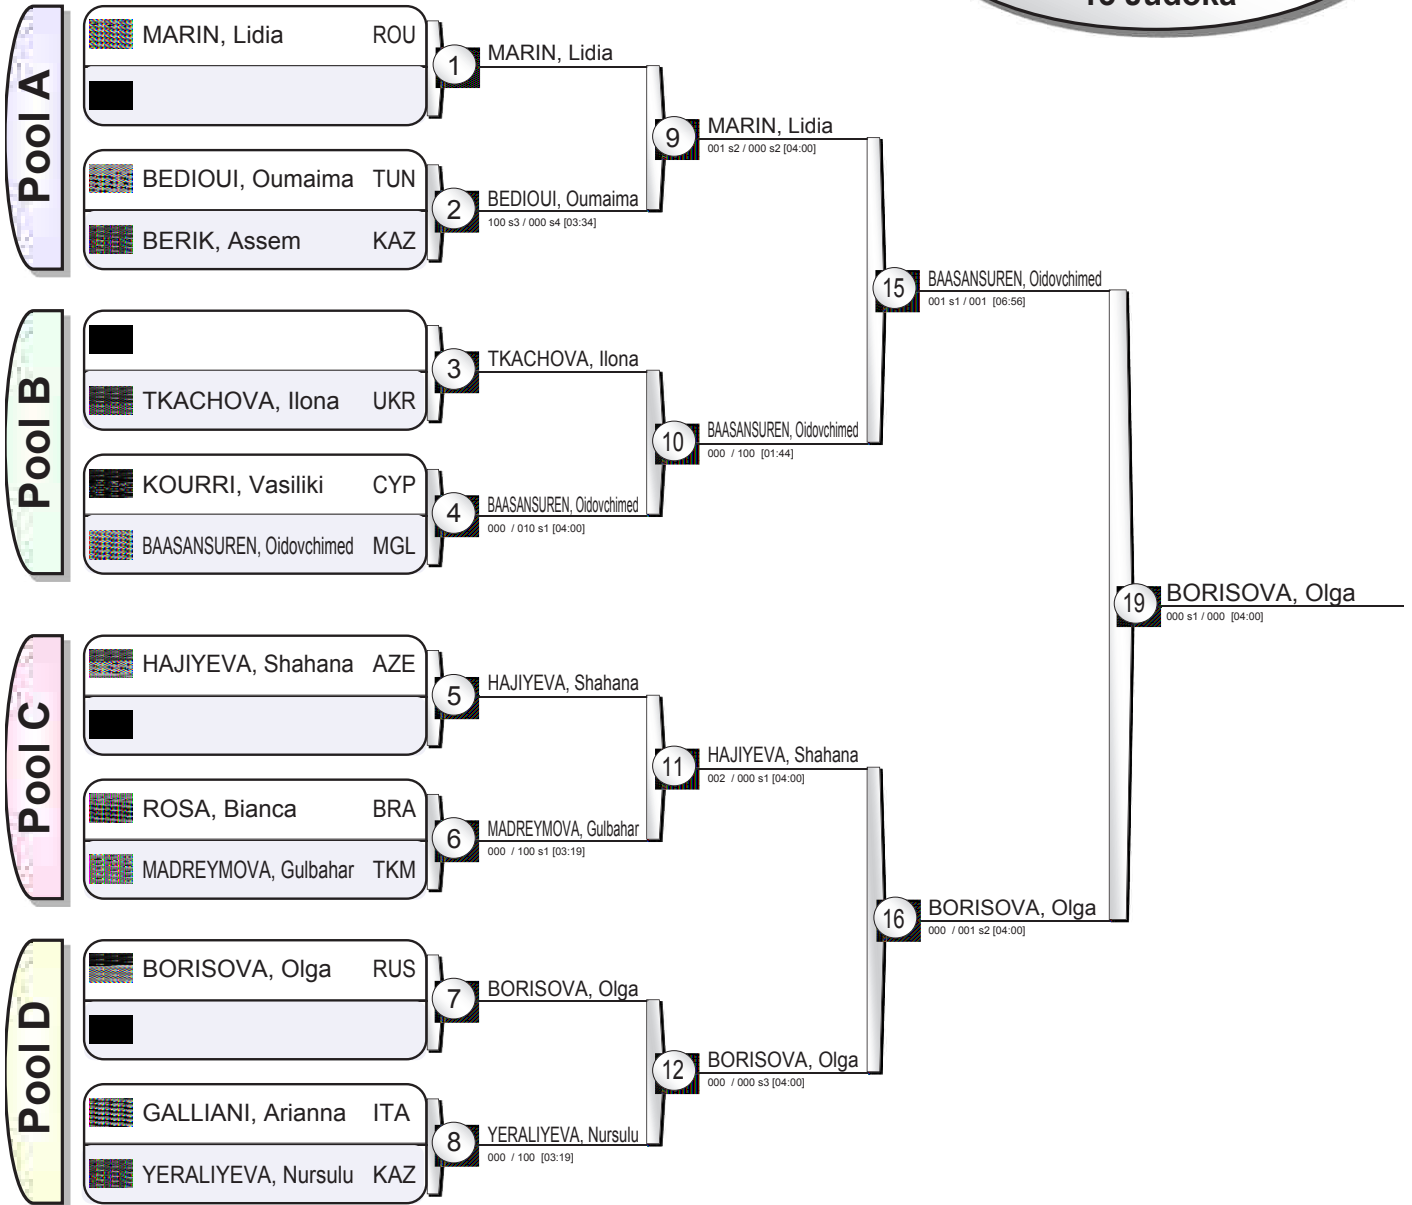 Pool A
MARIN, Lidia ROU
BEDIOUI, Oumaima TUN
BERIK, Assem KAZ
Pool B
TKACHOVA, Ilona UKR
KOURRI, Vasiliki CYP
BAASANSUREN, Oidovchimed MGL
Pool C
HAJIYEVA, Shahana AZE
ROSA, Bianca BRA
MADREYMOVA, Gulbahar TKM
Pool D
BORISOVA, Olga RUS
GALLIANI, Arianna ITA
YERALIYEVA, Nursulu KAZ
1 MARIN, Lidia
2 BEDIOUI, Oumaima
100 s3 / 000 s4 [03:34]
3 TKACHOVA, Ilona
4 BAASANSUREN, Oidovchimed
000 / 010 s1 [04:00]
5 HAJIYEVA, Shahana
6 MADREYMOVA, Gulbahar
000 / 100 s1 [03:19]
7 BORISOVA, Olga
8 YERALIYEVA, Nursulu
000 / 100 [03:19]
9 MARIN, Lidia
001 s2 / 000 s2 [04:00]
10 BAASANSUREN, Oidovchimed
000 / 100 [01:44]
11 HAJIYEVA, Shahana
002 / 000 s1 [04:00]
12 BORISOVA, Olga
000 / 000 s3 [04:00]
15 BAASANSUREN, Oidovchimed
001 s1 / 001 [06:56]
16 BORISOVA, Olga
000 / 001 s2 [04:00]
19 BORISOVA, Olga
000 s1 / 000 [04:00]